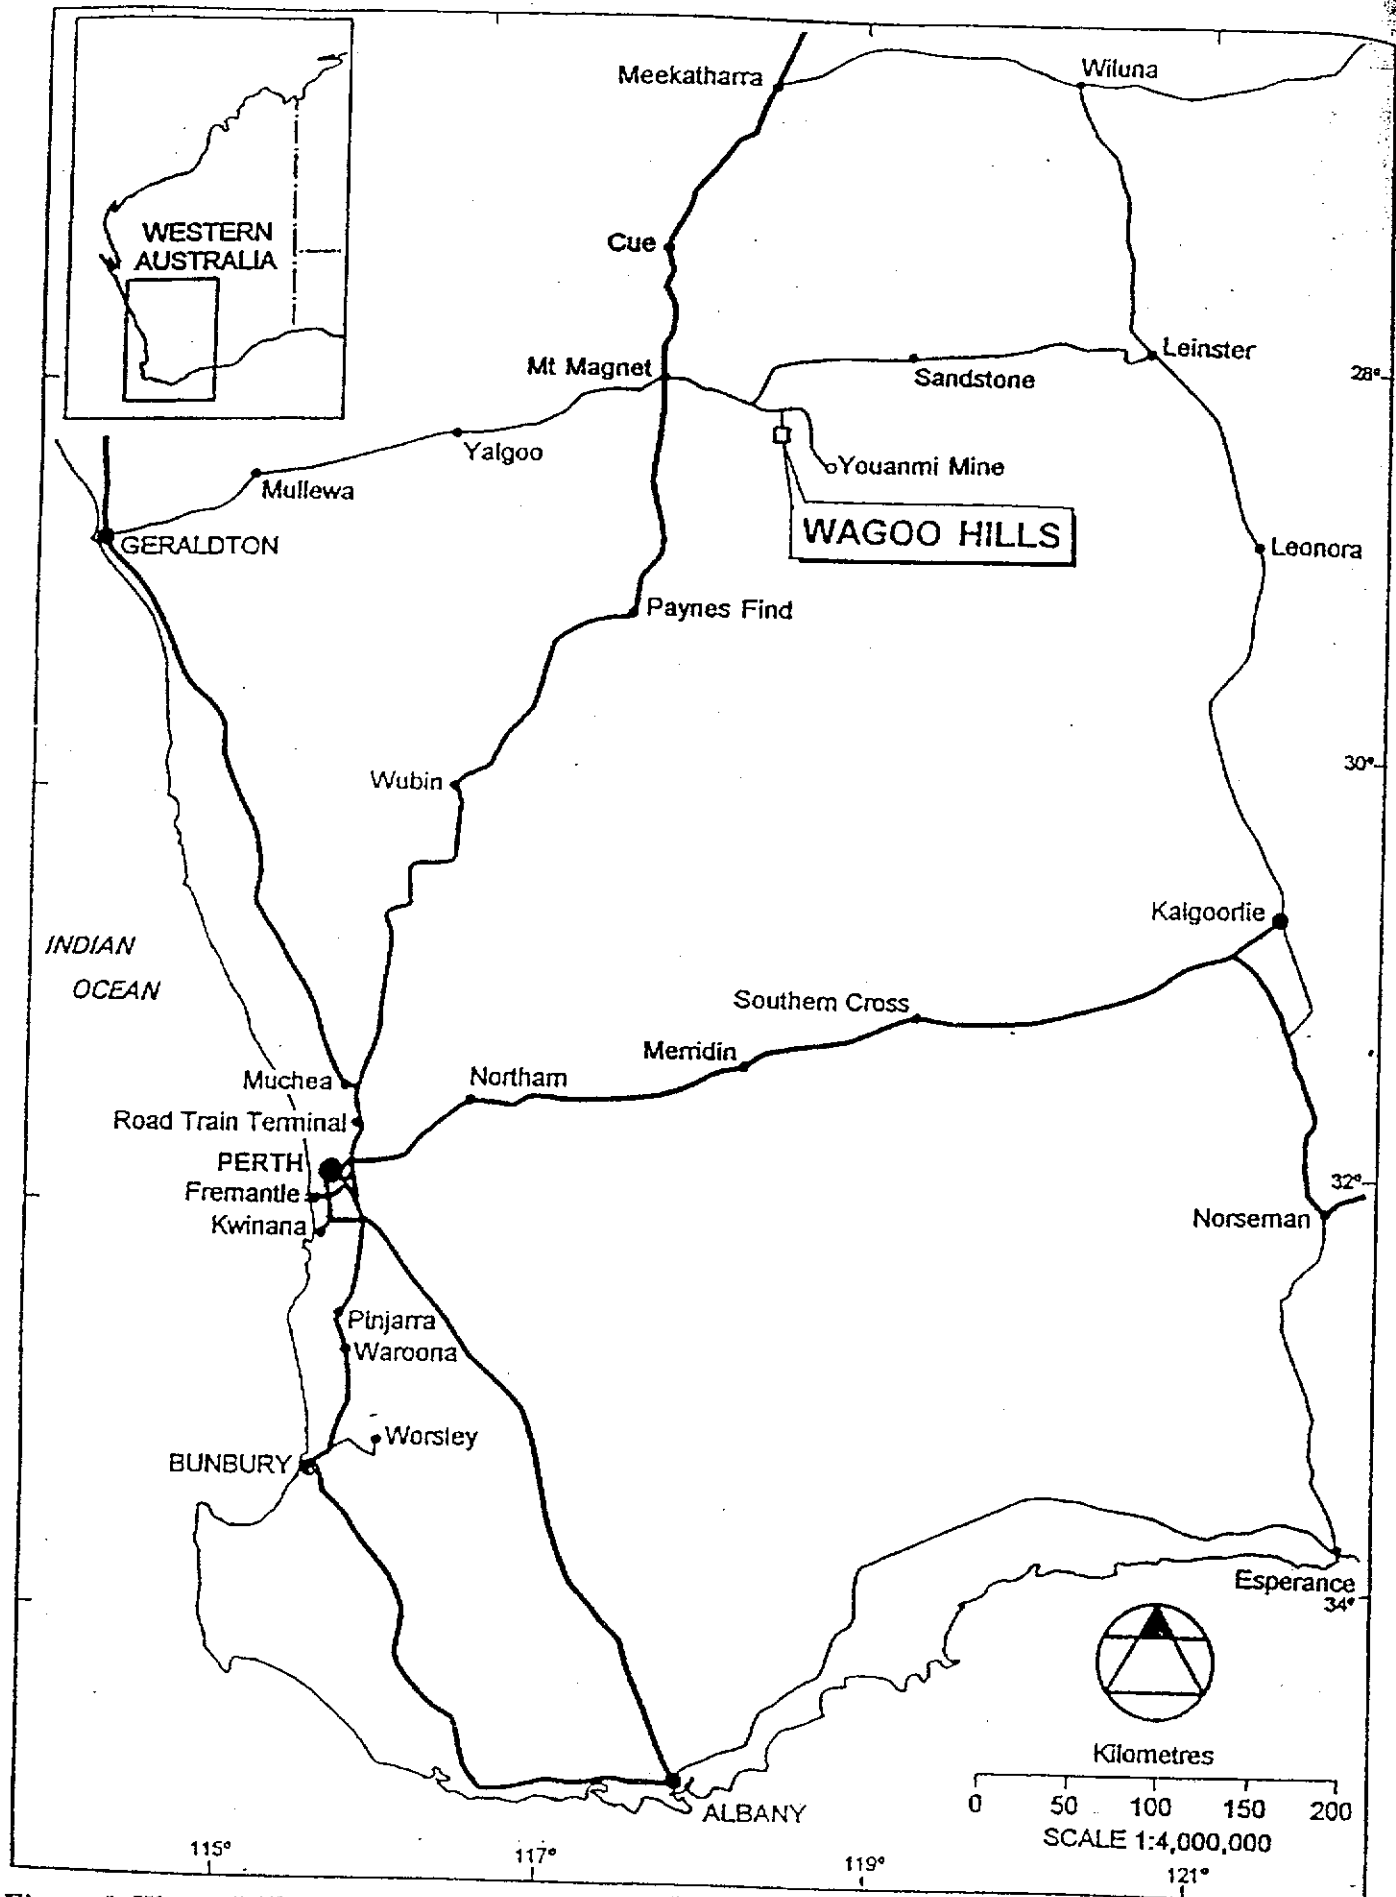 Meekatharra
Wiluna
WESTERN
AUSTRALIA
Cue
Mt Magnet
Leinster
Sandstone
28°
Yalgoo
Youanmi Mine
Mullewa
WAGOO HILLS
GERALDTON
Leonora
Paynes Find
Wubin
30°
Kalgoorlie
INDIAN
OCEAN
Southern Cross
Merridin
Muchea
Northam
Road Train Terminal
PERTH
Fremantle
32°
Kwinana
Norseman
Pinjarra
Waroona
Worsley
BUNBURY
Esperance
34°
Kilometres
0 50 100 150 200
SCALE 1:4,000,000
ALBANY
115° 117° 119° 121°